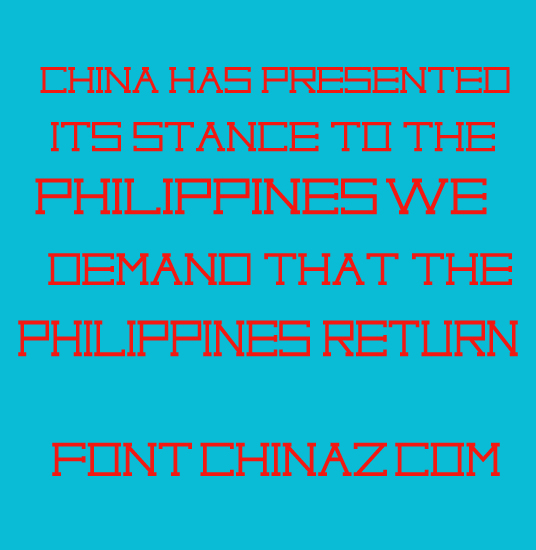 CHINA HAS PRESENTED
ITS STANCE TO THE
PHILIPPINES WE
DEMAND THAT THE
PHILIPPINES RETURN
FONT CHINAZ COM